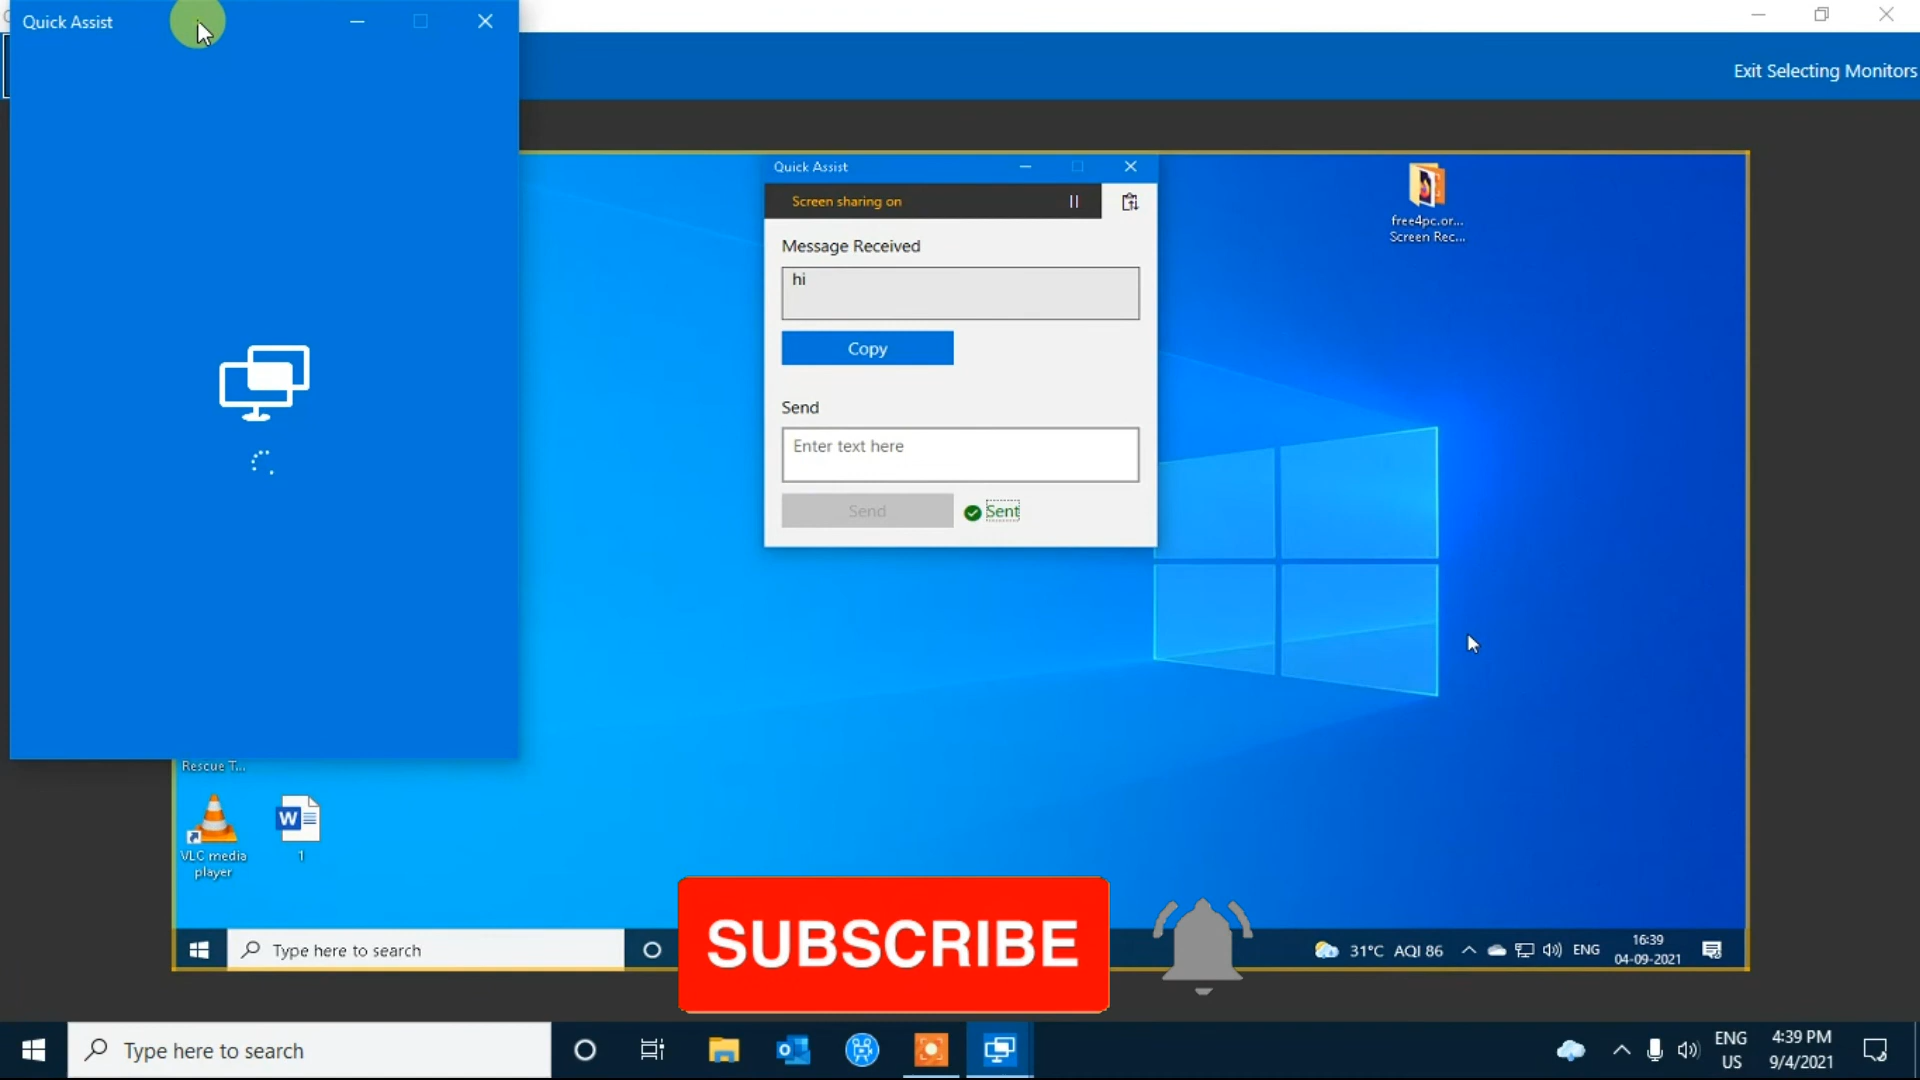 Quick Assist
Exit Selecting Monitors
Quick Assist
Screen sharing on
Message Received
hi
Copy
Send
Enter text here
Send
Sent
free4pc.or...
Screen Rec...
Rescue T...
VLC media
player
W
1
Type here to search
31°C AQI 86
ENG
16:39
04-09-2021
SUBSCRIBE
Type here to search
ENG
US
4:39 PM
9/4/2021